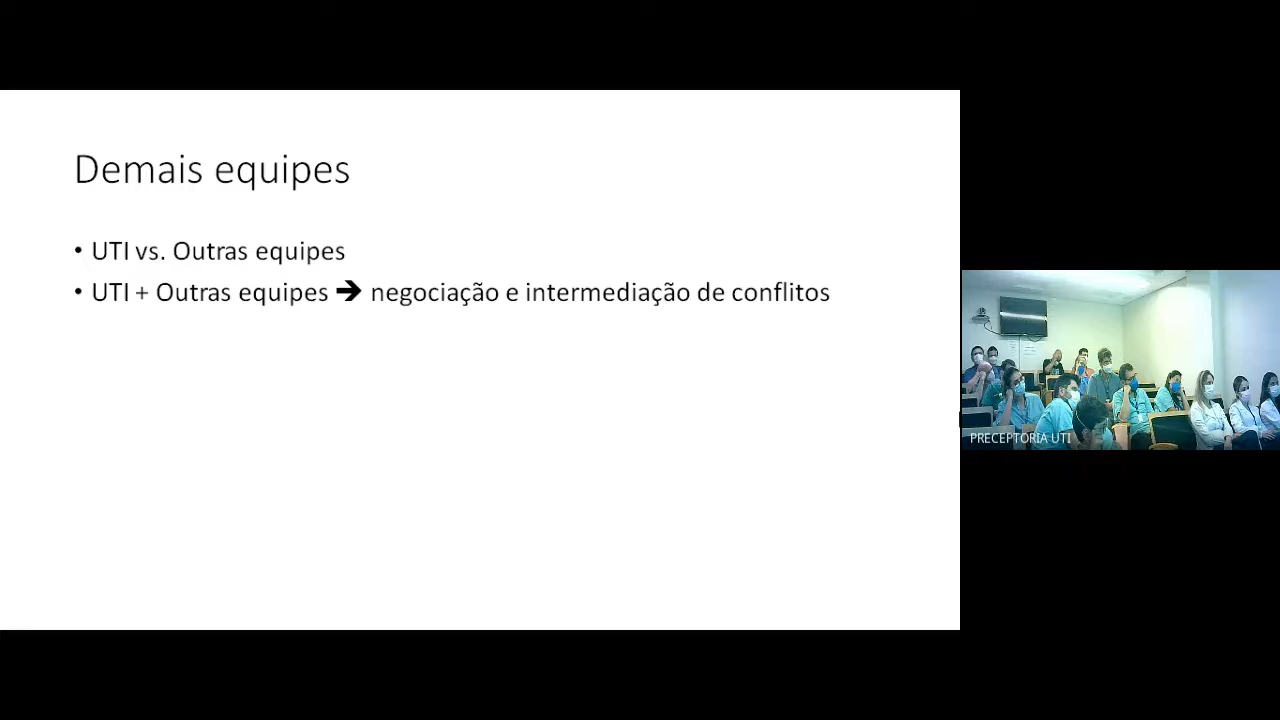 Demais equipes
• UTI vs. Outras equipes
• UTI + Outras equipes ➔ negociação e intermediação de conflitos
PRECEPTORIA UTI